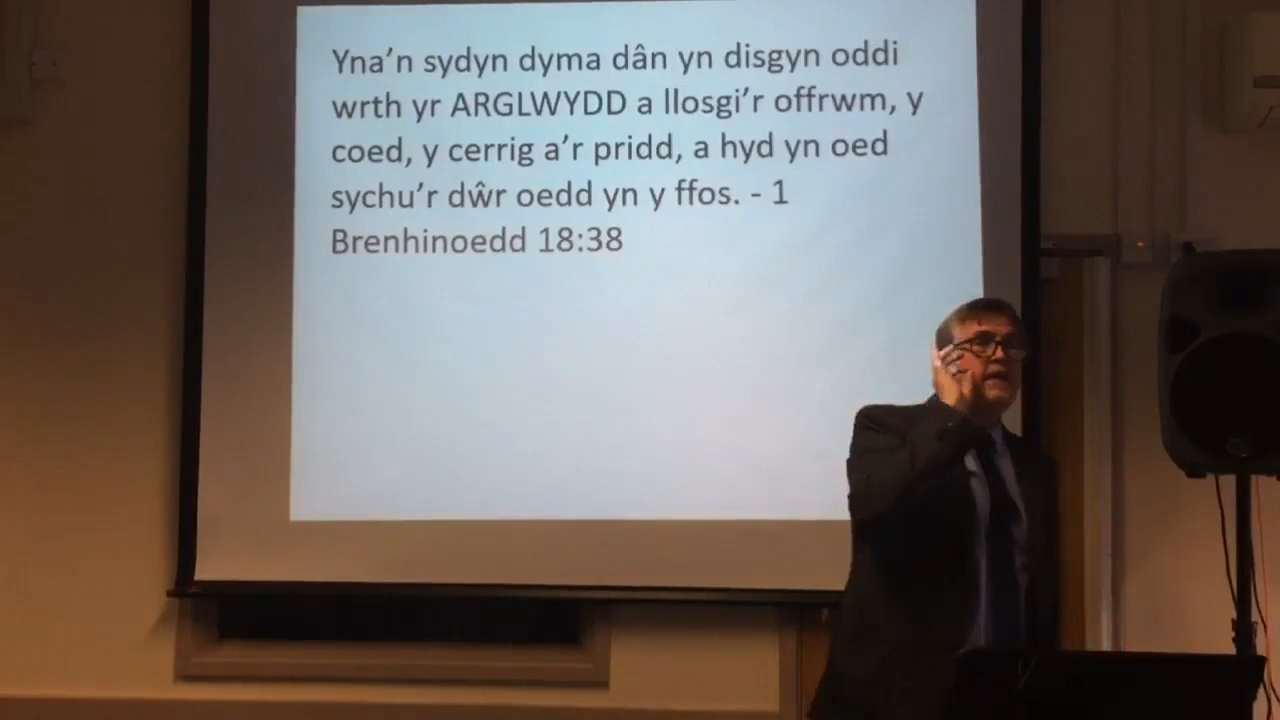 Yna’n sydyn dyma dân yn disgyn oddi
wrth yr ARGLWYDD a llosgi’r offrwm, y
coed, y cerrig a’r pridd, a hyd yn oed
sychu’r dŵr oedd yn y ffos. - 1
Brenhinoedd 18:38